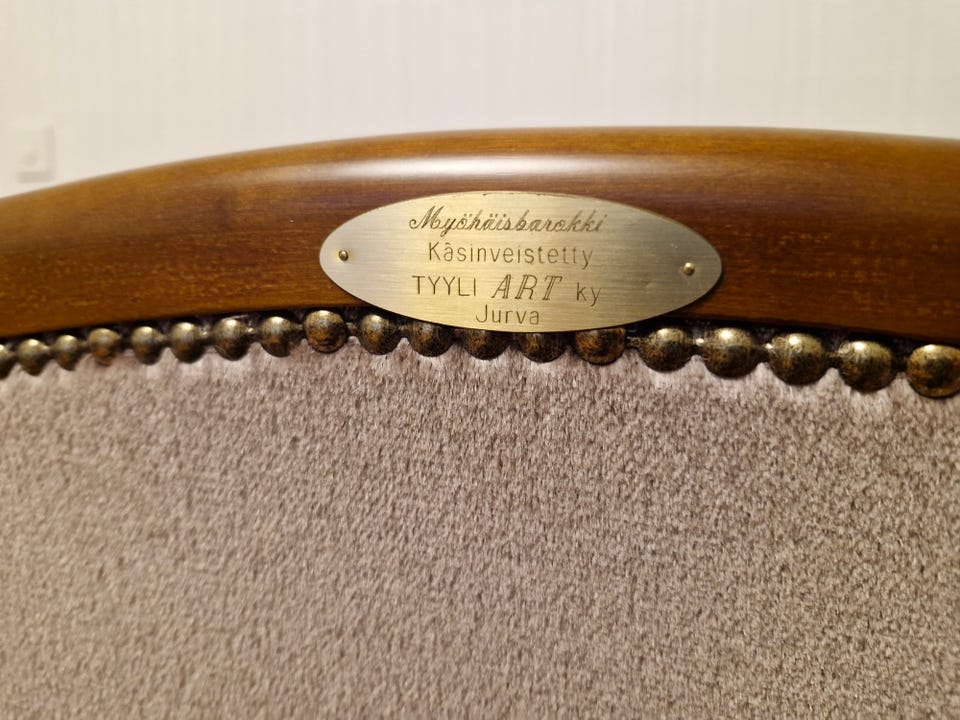 Myöhäisbarokki
Käsinveistetty
TYYLI ART ky
Jurva